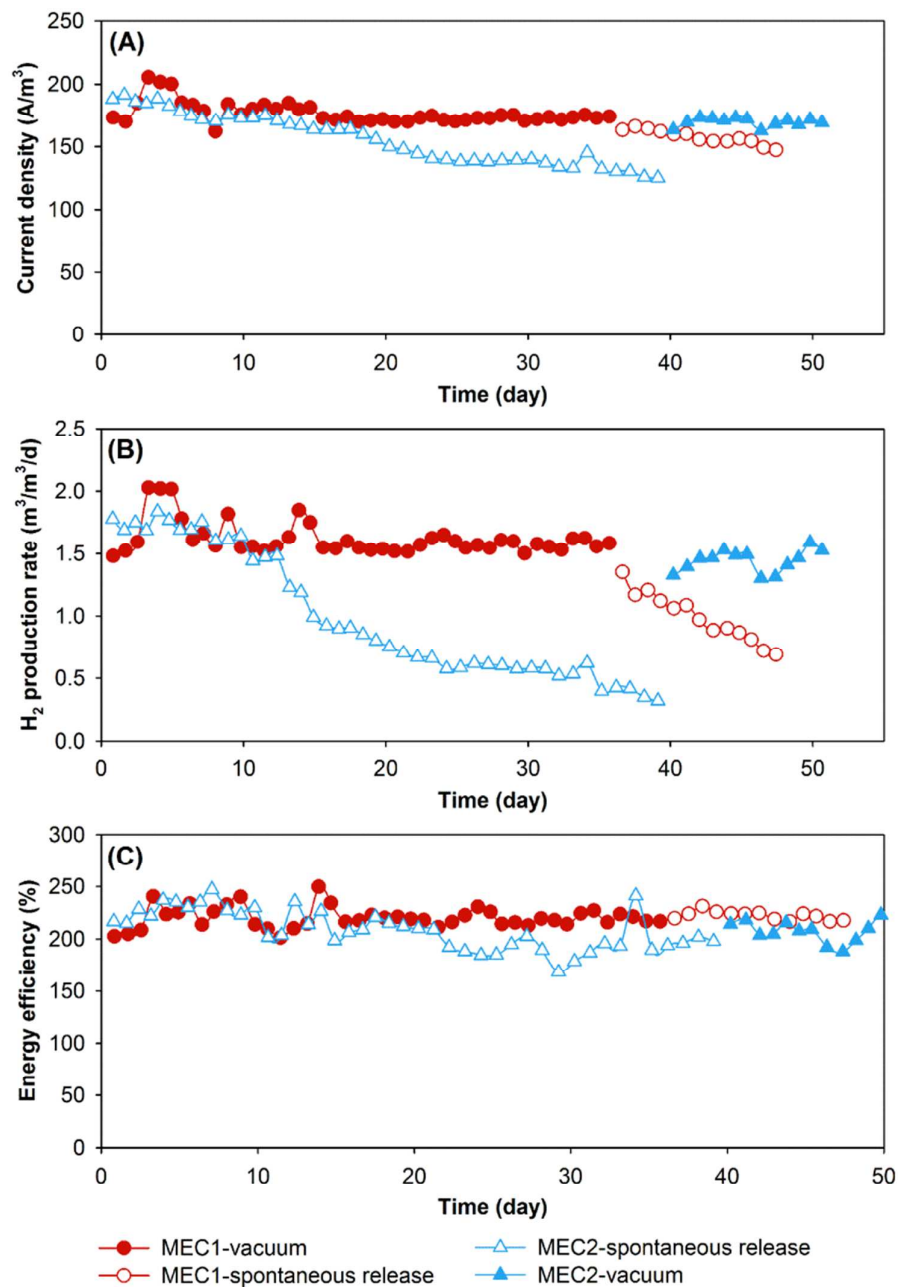 (A)
Current density (A/m³)
250
200
150
100
50
0
0 10 20 30 40 50
Time (day)
(B)
H₂ production rate (m³/m³/d)
2.5
2.0
1.5
1.0
0.5
0.0
0 10 20 30 40 50
Time (day)
(C)
Energy efficiency (%)
300
250
200
150
100
50
0
0 10 20 30 40 50
Time (day)
MEC1-vacuum MEC2-spontaneous release
MEC1-spontaneous release MEC2-vacuum